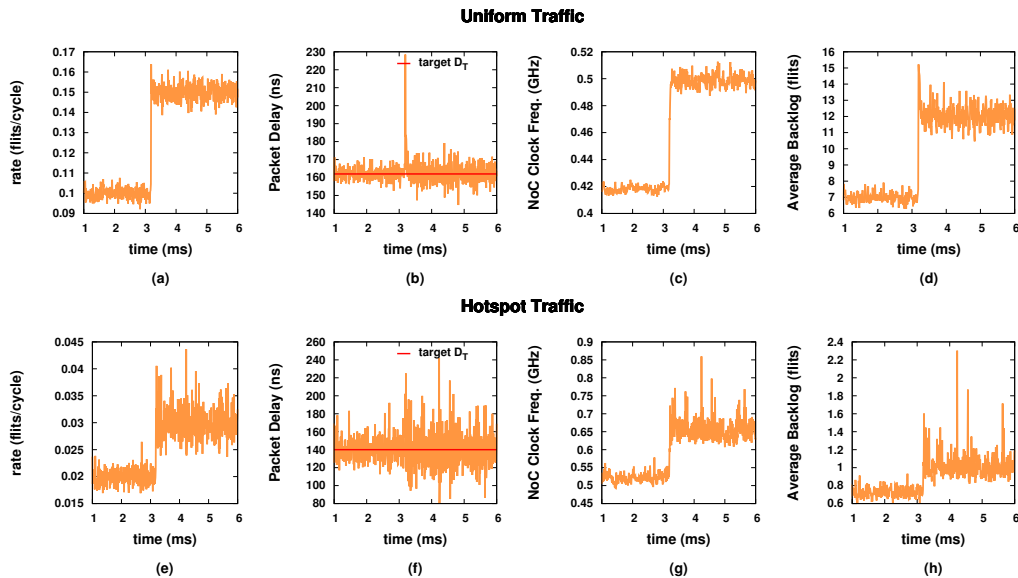 Uniform Traffic
rate (flits/cycle)
0.17
0.16
0.15
0.14
0.13
0.12
0.11
0.1
0.09
1 2 3 4 5 6
time (ms)
(a)
Packet Delay (ns)
230
220
210
200
190
180
170
160
150
140
target D_T
1 2 3 4 5 6
time (ms)
(b)
NoC Clock Freq. (GHz)
0.52
0.5
0.48
0.46
0.44
0.42
0.4
1 2 3 4 5 6
time (ms)
(c)
Average Backlog (flits)
16
15
14
13
12
11
10
9
8
7
6
1 2 3 4 5 6
time (ms)
(d)
Hotspot Traffic
rate (flits/cycle)
0.045
0.04
0.035
0.03
0.025
0.02
0.015
1 2 3 4 5 6
time (ms)
(e)
Packet Delay (ns)
260
240
220
200
180
160
140
120
100
80
target D_T
1 2 3 4 5 6
time (ms)
(f)
NoC Clock Freq. (GHz)
0.9
0.85
0.8
0.75
0.7
0.65
0.6
0.55
0.5
0.45
1 2 3 4 5 6
time (ms)
(g)
Average Backlog (flits)
2.4
2.2
2
1.8
1.6
1.4
1.2
1
0.8
0.6
1 2 3 4 5 6
time (ms)
(h)